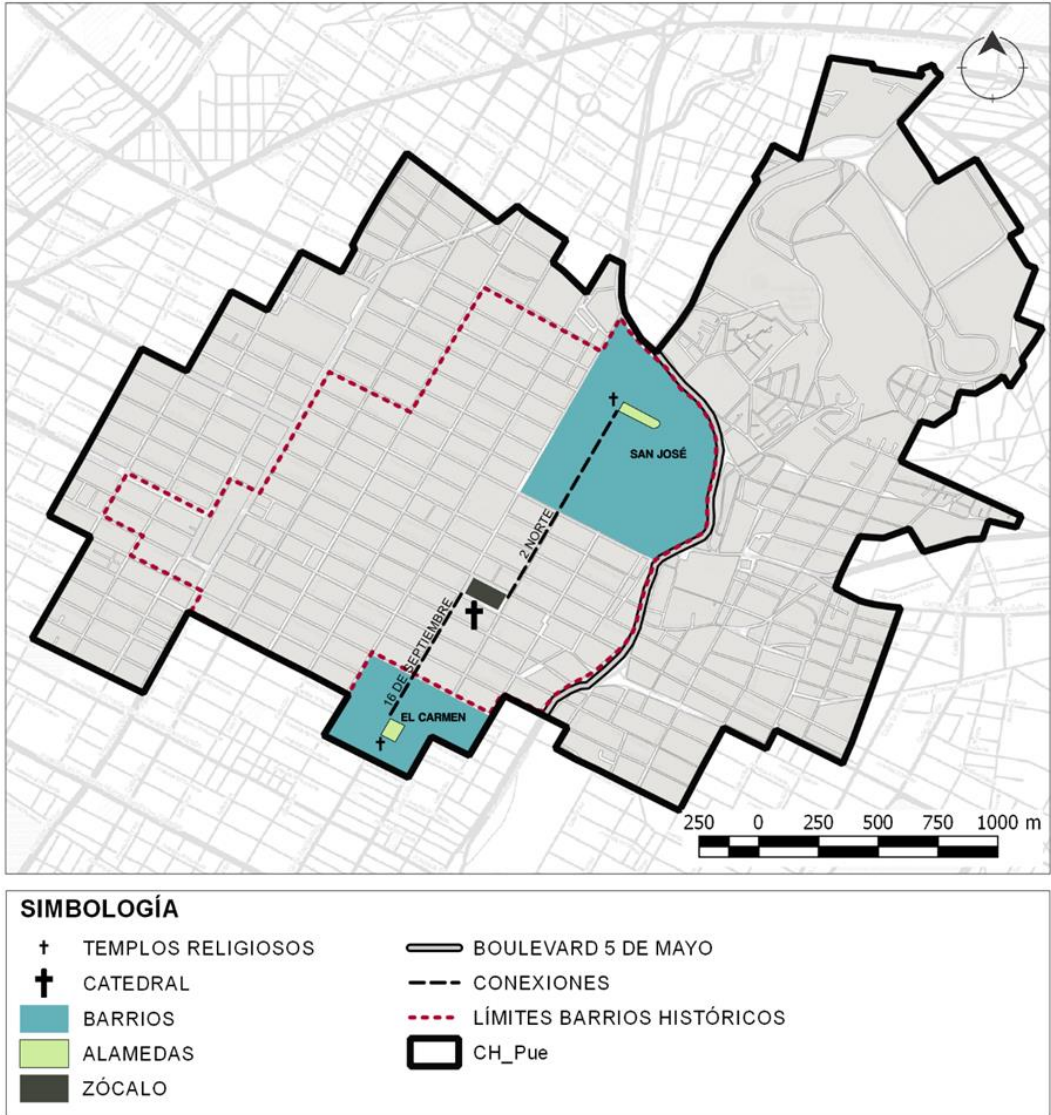 SAN JOSÉ
2 NORTE
16 DE SEPTIEMBRE
EL CARMEN
250 0 250 500 750 1000 m
SIMBOLOGÍA
TEMPLOS RELIGIOSOS
CATEDRAL
BARRIOS
ALAMEDAS
ZÓCALO
BOULEVARD 5 DE MAYO
CONEXIONES
LÍMITES BARRIOS HISTÓRICOS
CH_Pue